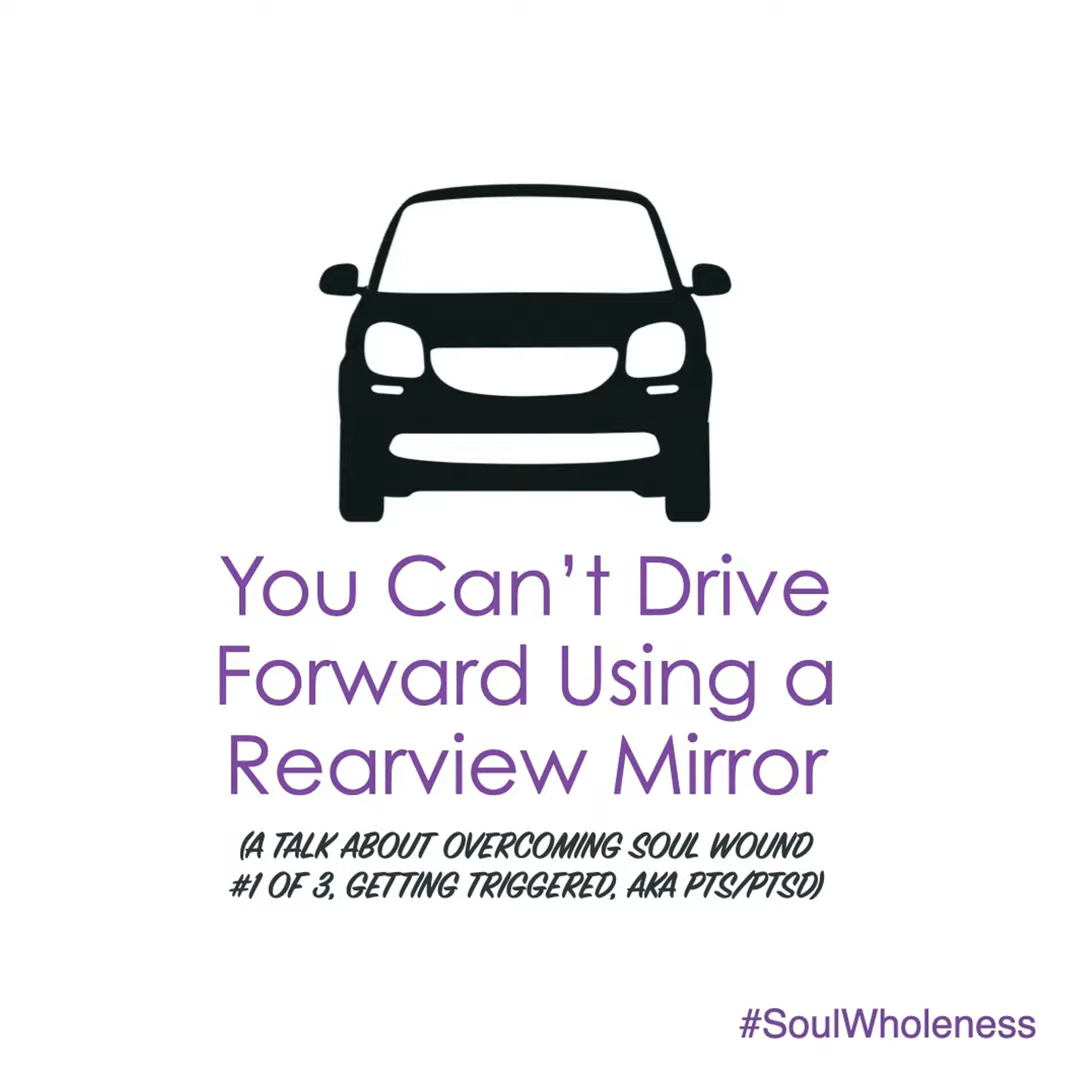 You Can’t Drive
Forward Using a
Rearview Mirror
(A TALK ABOUT OVERCOMING SOUL WOUND
#1 OF 3, GETTING TRIGGERED, AKA PTS/PTSD)
#SoulWholeness